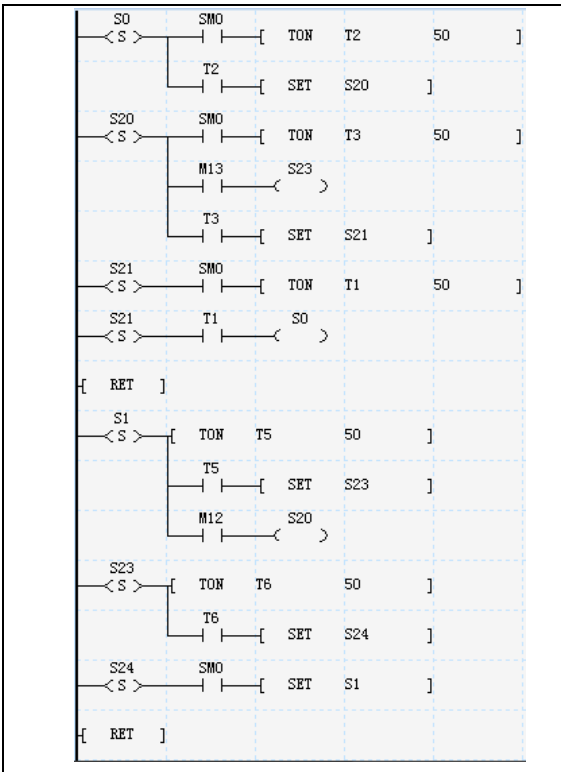 S0 SM0
S TON T2 50
T2
SET S20
S20 SM0
S TON T3 50
M13 S23
T3
SET S21
S21 SM0
S TON T1 50
S21 T1 S0
S
[ RET ]
S1
S TON T5 50
T5
SET S23
M12 S20
S23
S TON T6 50
T6
SET S24
S24 SM0
S SET S1
[ RET ]